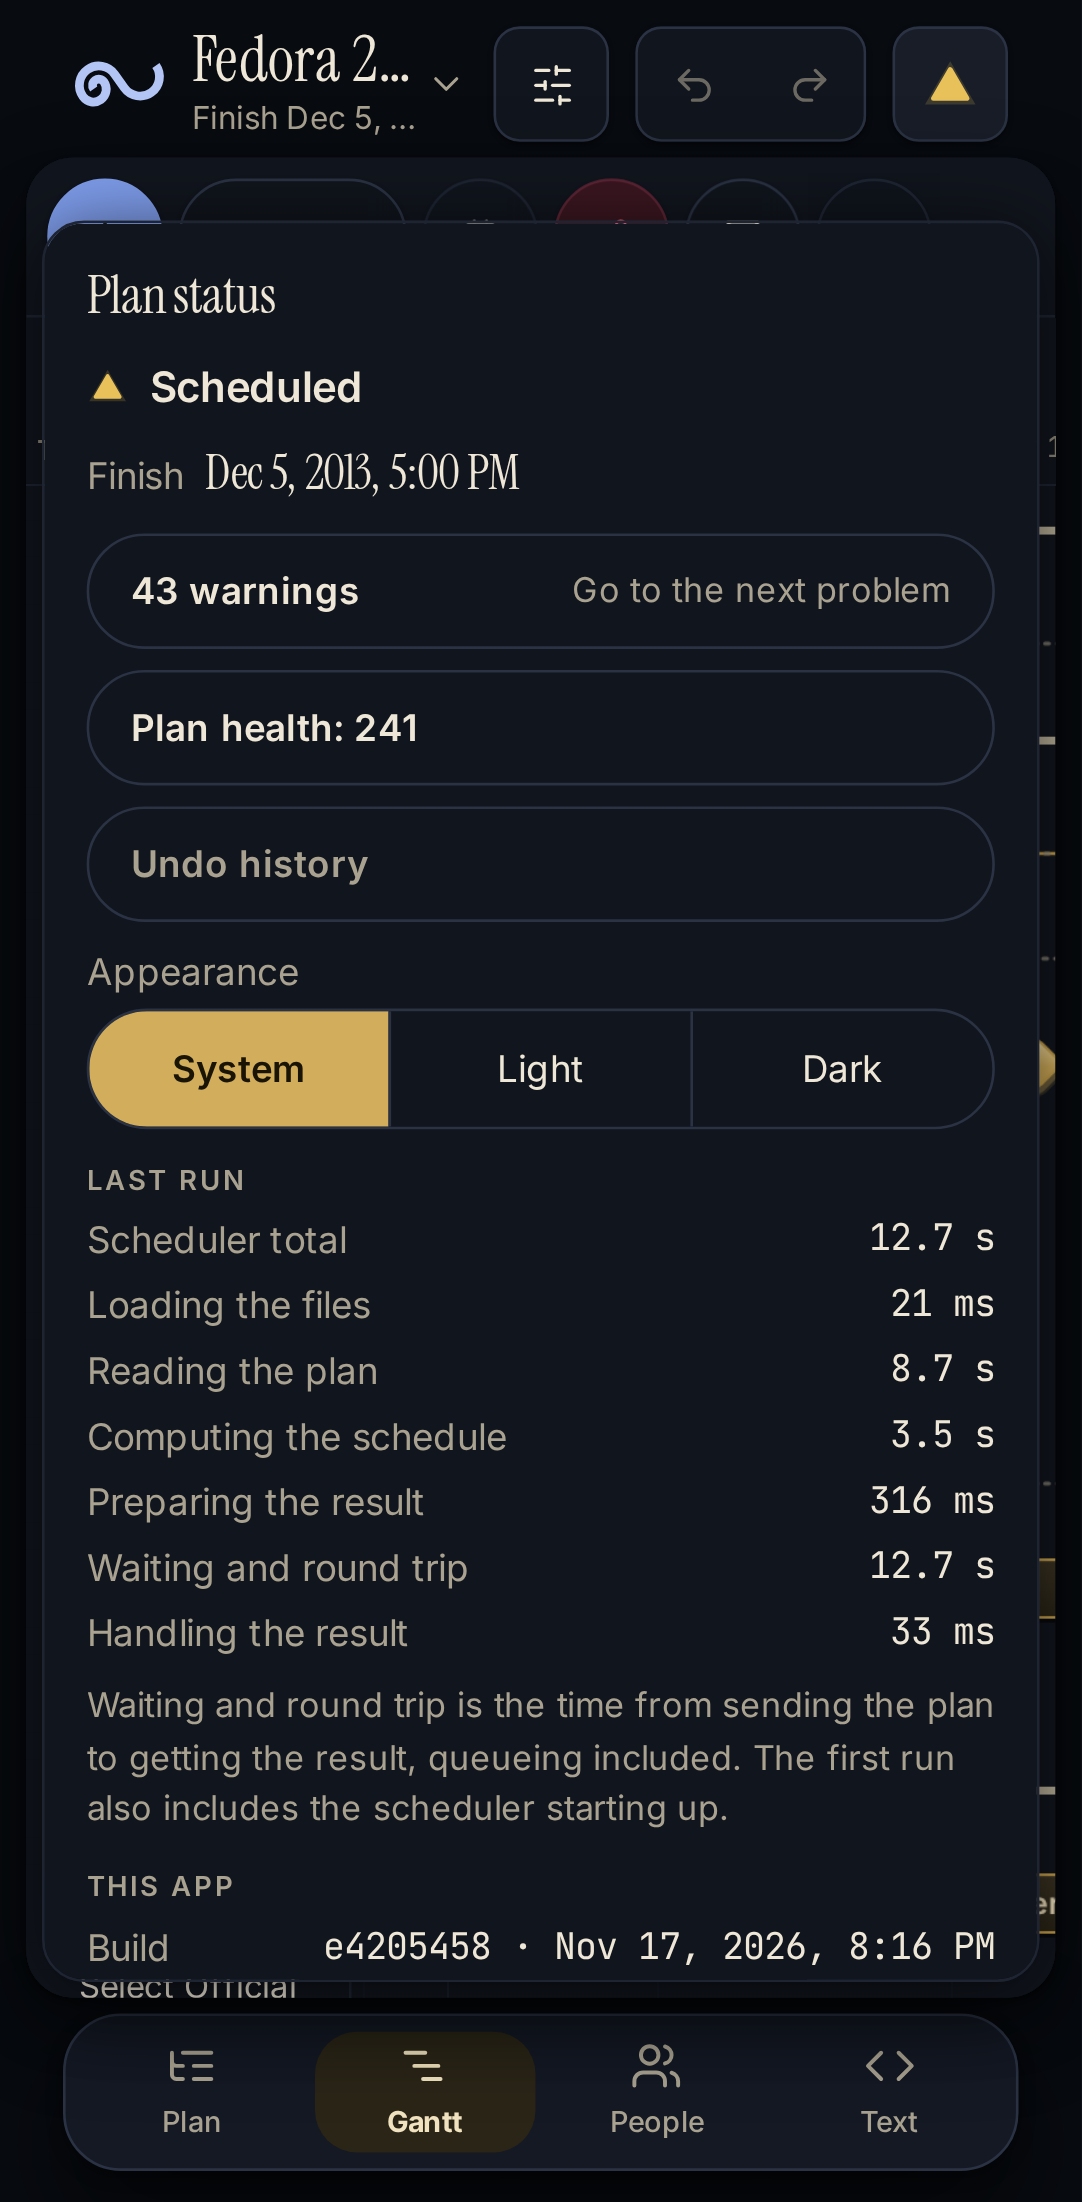 Fedora 2...
Finish Dec 5, ...
Plan status
Scheduled
Finish Dec 5, 2013, 5:00 PM
43 warnings Go to the next problem
Plan health: 241
Undo history
Appearance
System Light Dark
LAST RUN
Scheduler total 12.7 s
Loading the files 21 ms
Reading the plan 8.7 s
Computing the schedule 3.5 s
Preparing the result 316 ms
Waiting and round trip 12.7 s
Handling the result 33 ms
Waiting and round trip is the time from sending the plan
to getting the result, queueing included. The first run
also includes the scheduler starting up.
THIS APP
Build e4205458 · Nov 17, 2026, 8:16 PM
Select Official
Plan Gantt People Text